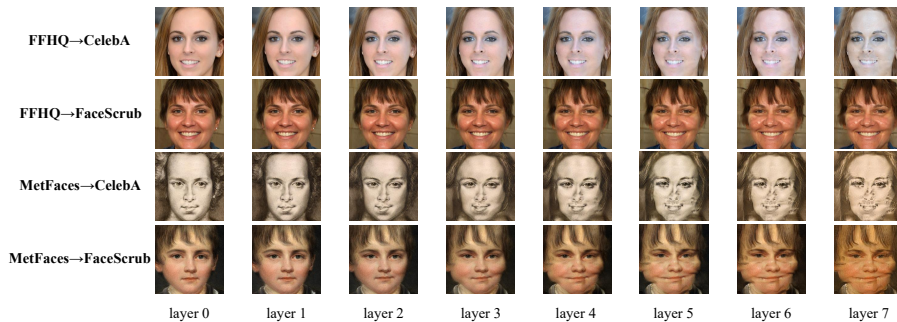 FFHQ→CelebA
FFHQ→FaceScrub
MetFaces→CelebA
MetFaces→FaceScrub
layer 0 layer 1 layer 2 layer 3 layer 4 layer 5 layer 6 layer 7